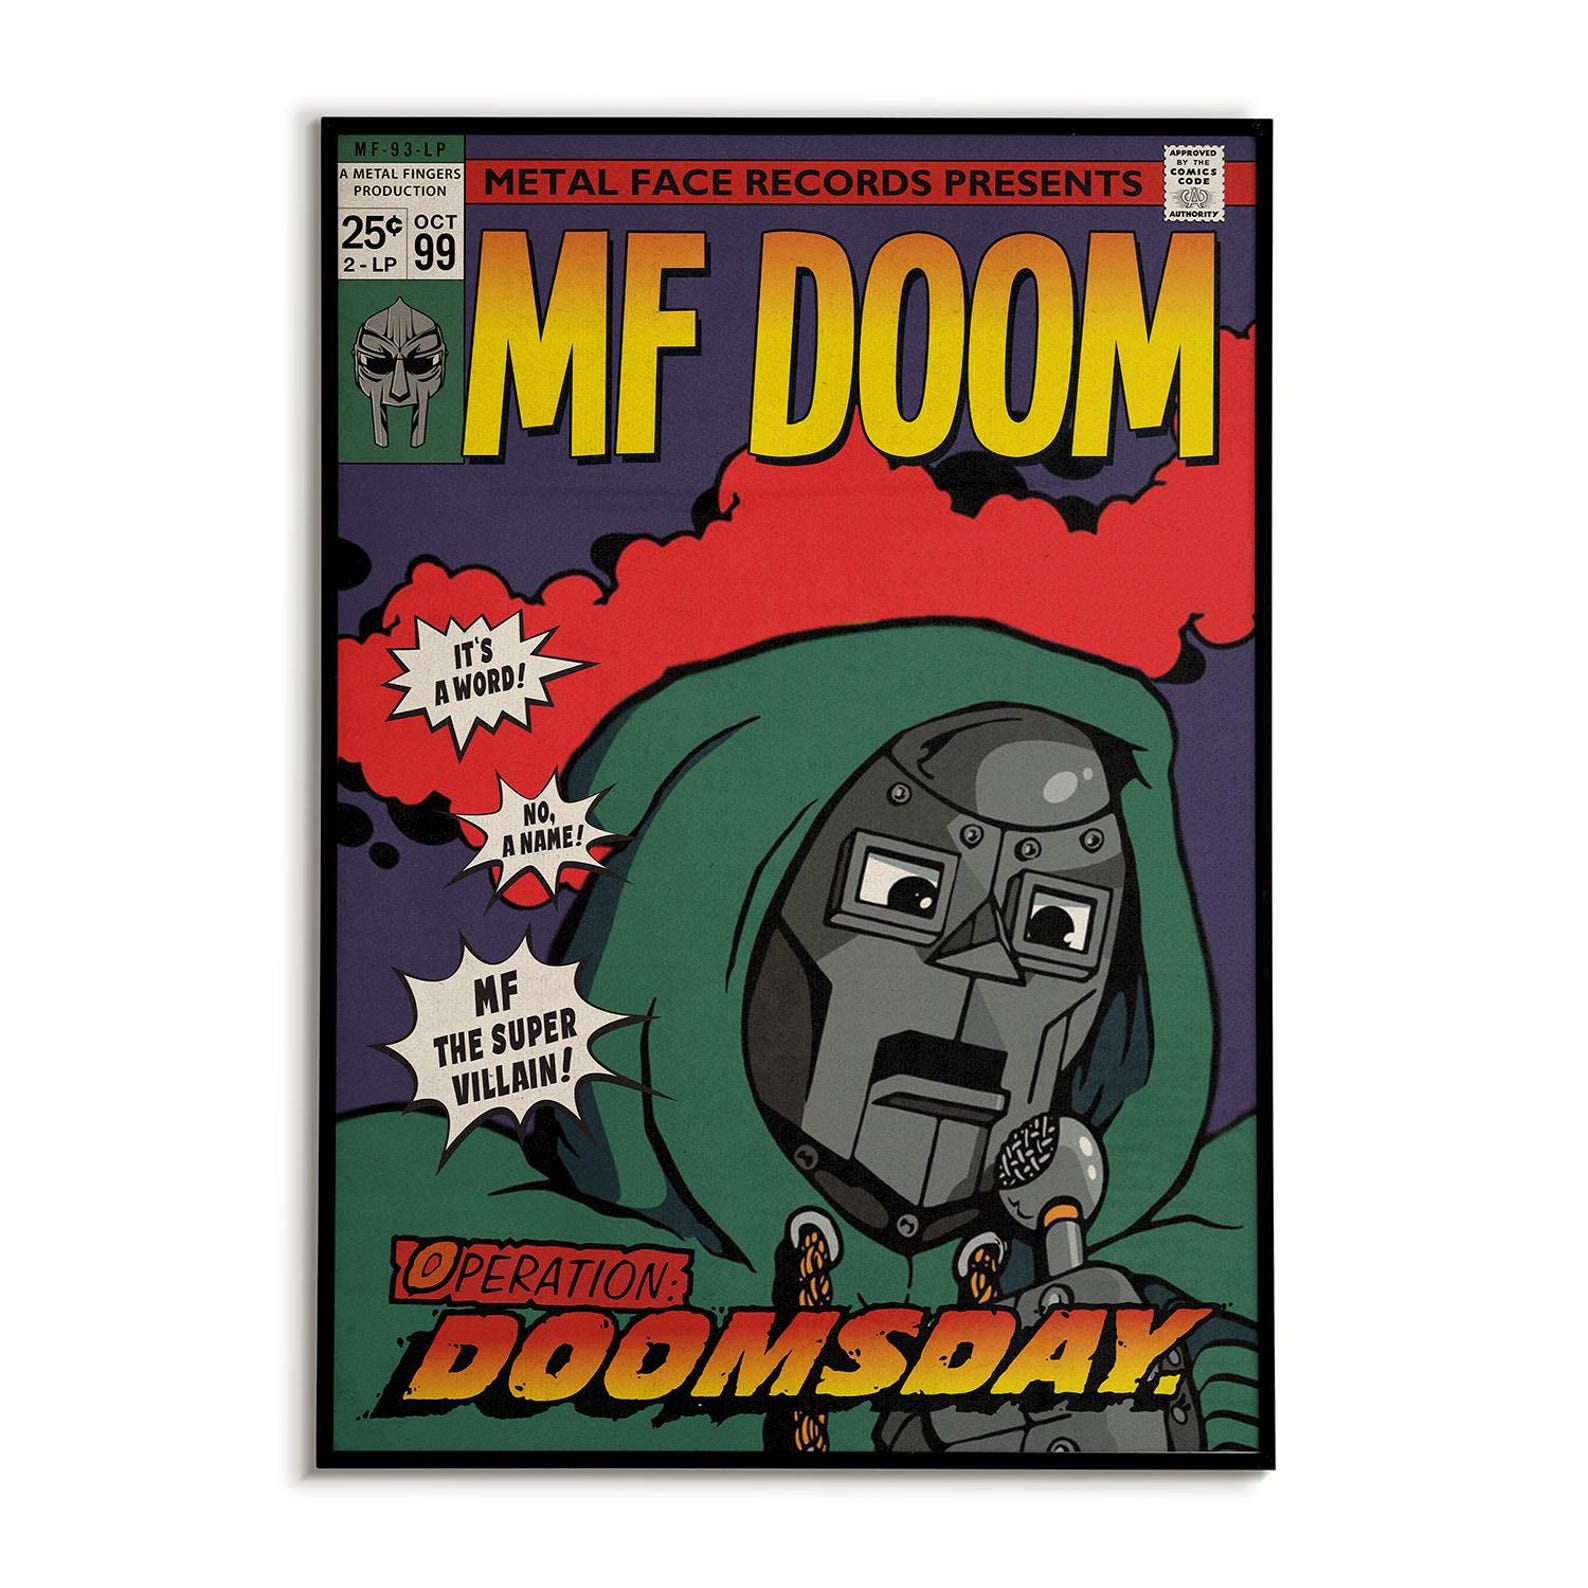 MF-93-LP
A METAL FINGERS
PRODUCTION
25¢
2-LP
OCT
99
METAL FACE RECORDS PRESENTS
APPROVED
BY THE
COMICS
CODE
CA
AUTHORITY
MF DOOM
IT'S
A WORD!
NO,
A NAME!
MF
THE SUPER
VILLAIN!
OPERATION:
DOOMSDAY.